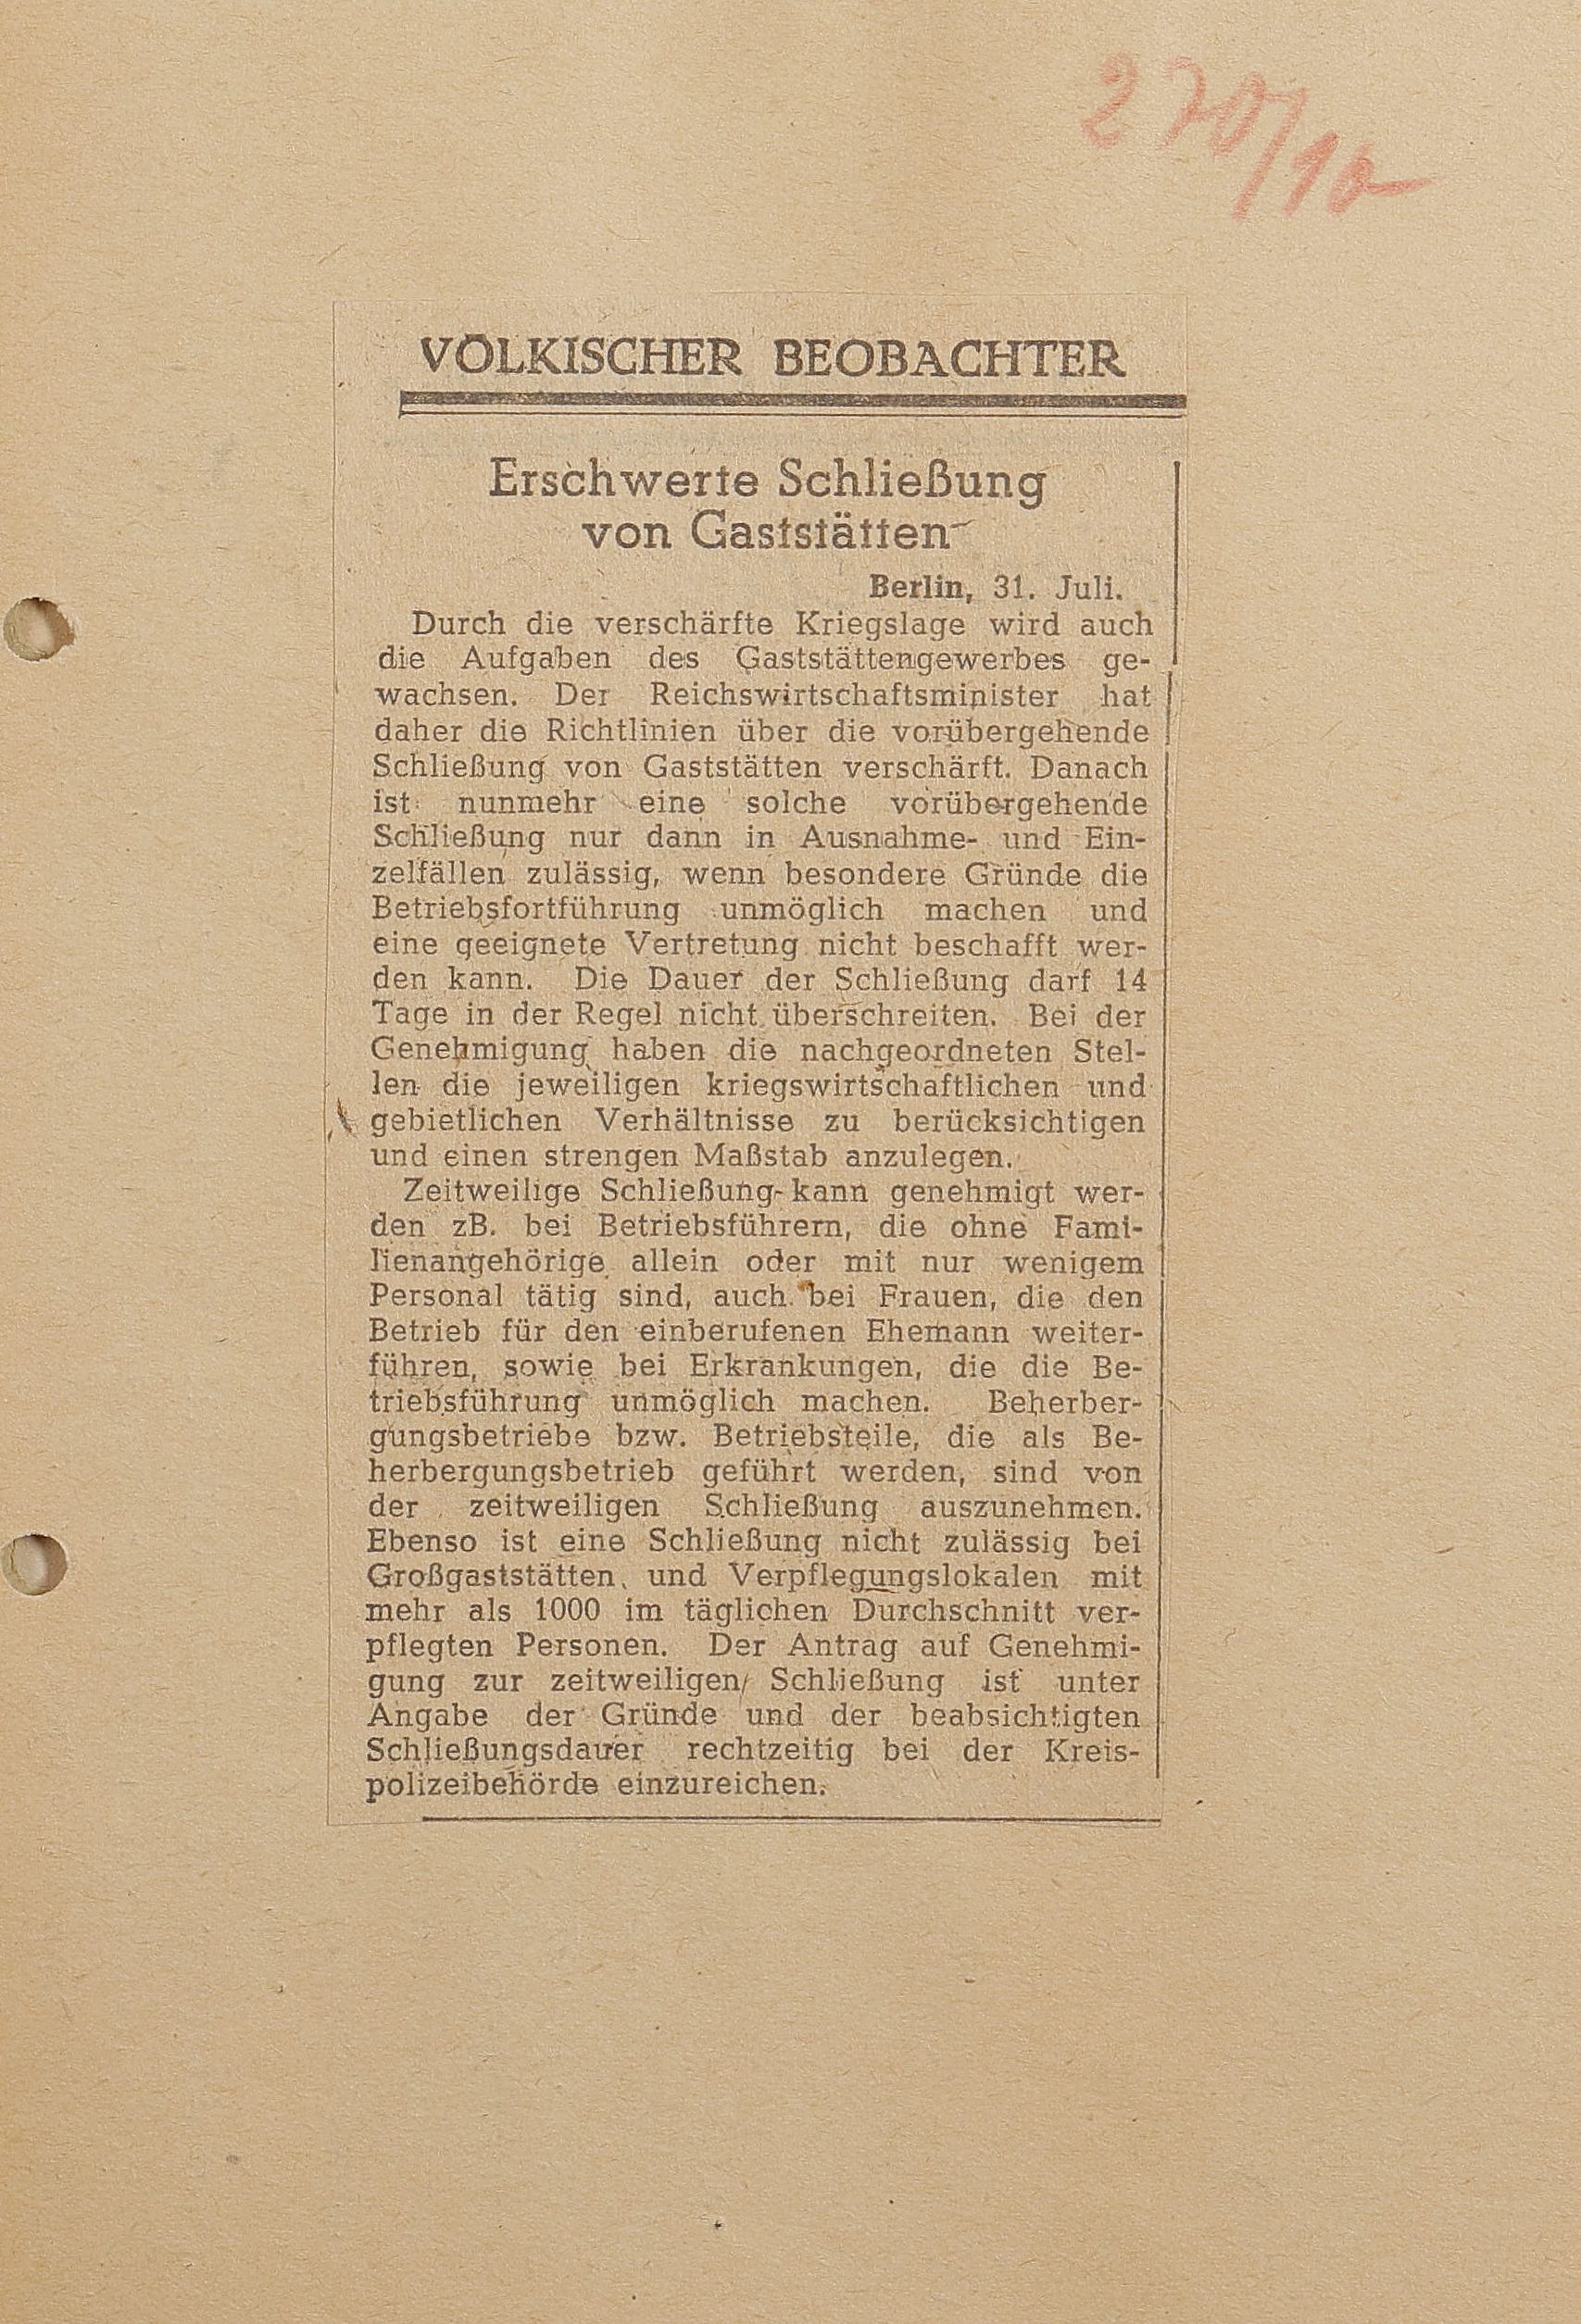 270/10
VÖLKISCHER BEOBACHTER
Erschwerte Schließung
von Gaststätten
Berlin, 31. Juli.
Durch die verschärfte Kriegslage wird auch
die Aufgaben des Gaststättengewerbes ge-
wachsen. Der Reichswirtschaftsminister hat
daher die Richtlinien über die vorübergehende
Schließung von Gaststätten verschärft. Danach
ist nunmehr eine solche vorübergehende
Schließung nur dann in Ausnahme- und Ein-
zelfällen zulässig, wenn besondere Gründe die
Betriebsfortführung unmöglich machen und
eine geeignete Vertretung nicht beschafft wer-
den kann. Die Dauer der Schließung darf 14
Tage in der Regel nicht überschreiten. Bei der
Genehmigung haben die nachgeordneten Stel-
len die jeweiligen kriegswirtschaftlichen und
gebietlichen Verhältnisse zu berücksichtigen
und einen strengen Maßstab anzulegen.
Zeitweilige Schließung kann genehmigt wer-
den zB. bei Betriebsführern, die ohne Fami-
lienangehörige allein oder mit nur wenigem
Personal tätig sind, auch bei Frauen, die den
Betrieb für den einberufenen Ehemann weiter-
führen, sowie bei Erkrankungen, die die Be-
triebsführung unmöglich machen. Beherber-
gungsbetriebe bzw. Betriebsteile, die als Be-
herbergungsbetrieb geführt werden, sind von
der zeitweiligen Schließung auszunehmen.
Ebenso ist eine Schließung nicht zulässig bei
Großgaststätten und Verpflegungslokalen mit
mehr als 1000 im täglichen Durchschnitt ver-
pflegten Personen. Der Antrag auf Genehmi-
gung zur zeitweiligen Schließung ist unter
Angabe der Gründe und der beabsichtigten
Schließungsdauer rechtzeitig bei der Kreis-
polizeibehörde einzureichen.